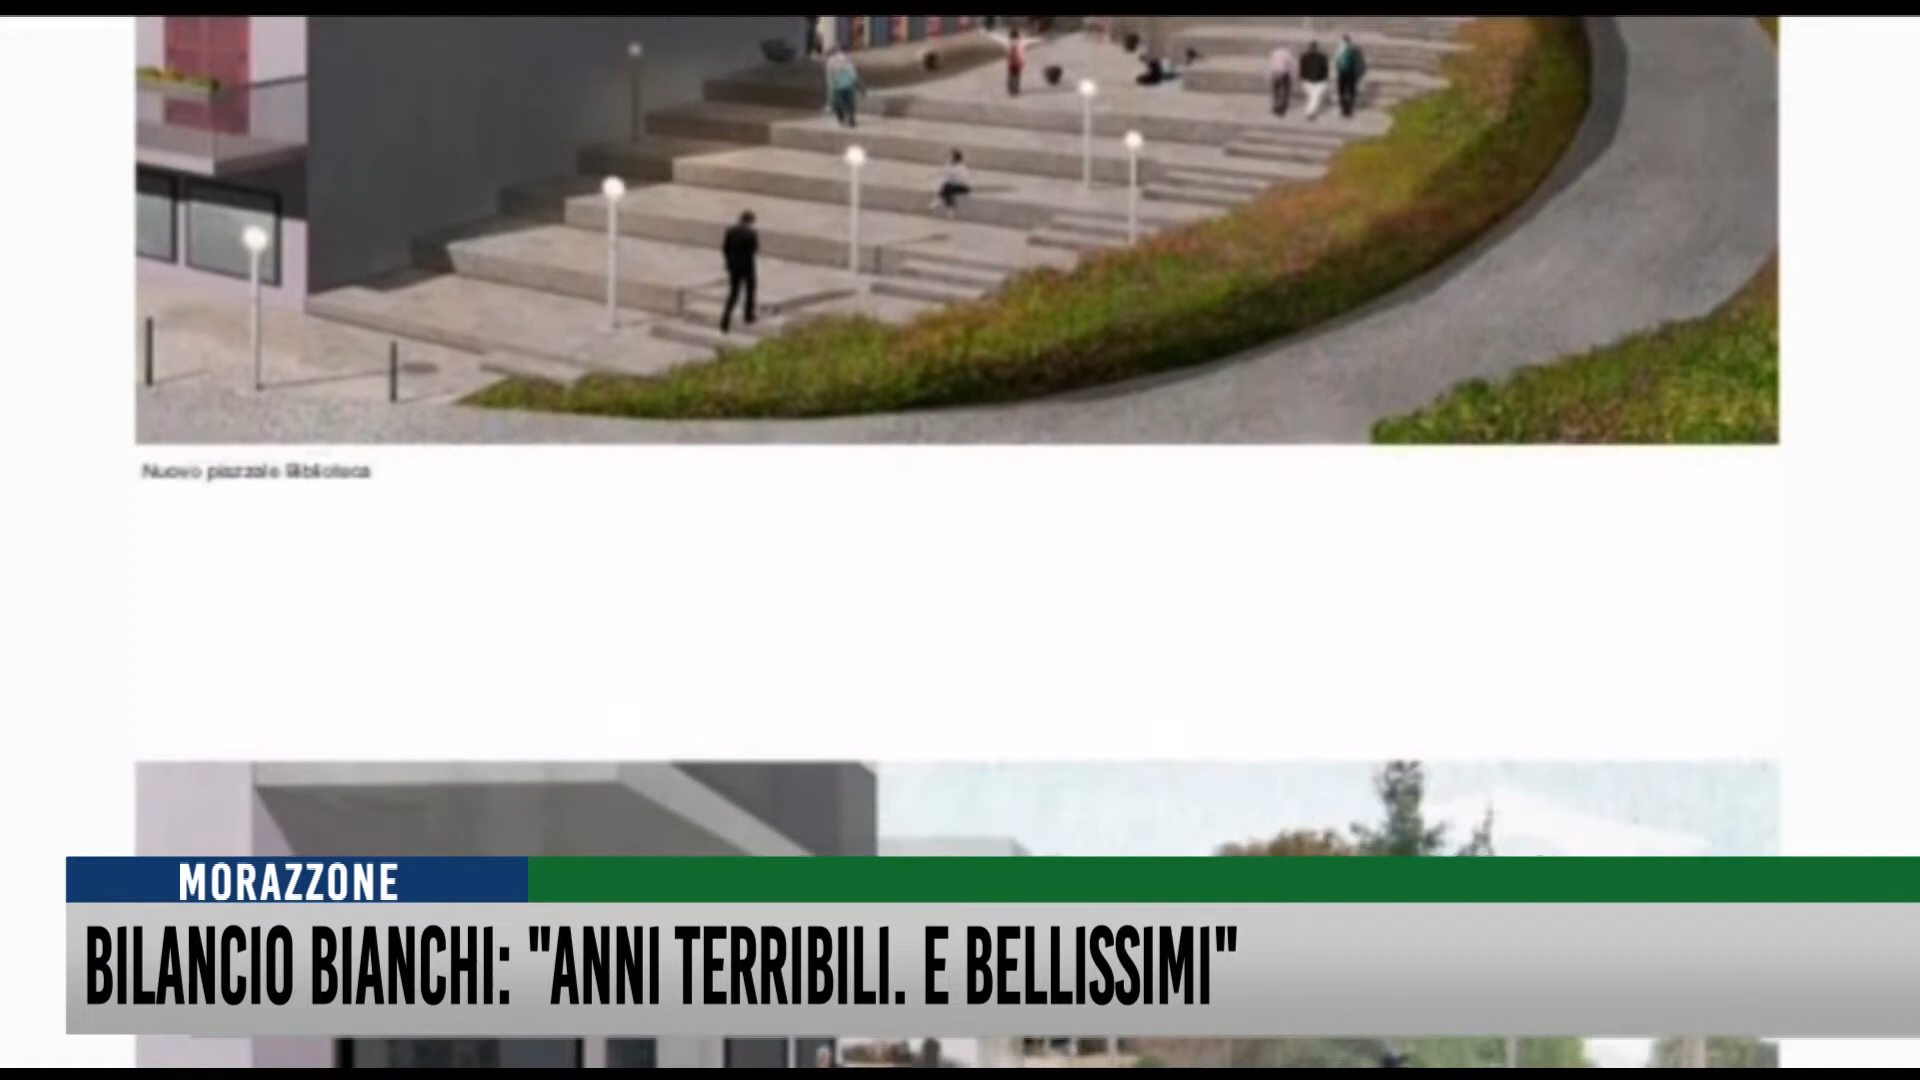 Nuovo piazzale Biblioteca
MORAZZONE
BILANCIO BIANCHI: "ANNI TERRIBILI. E BELLISSIMI"